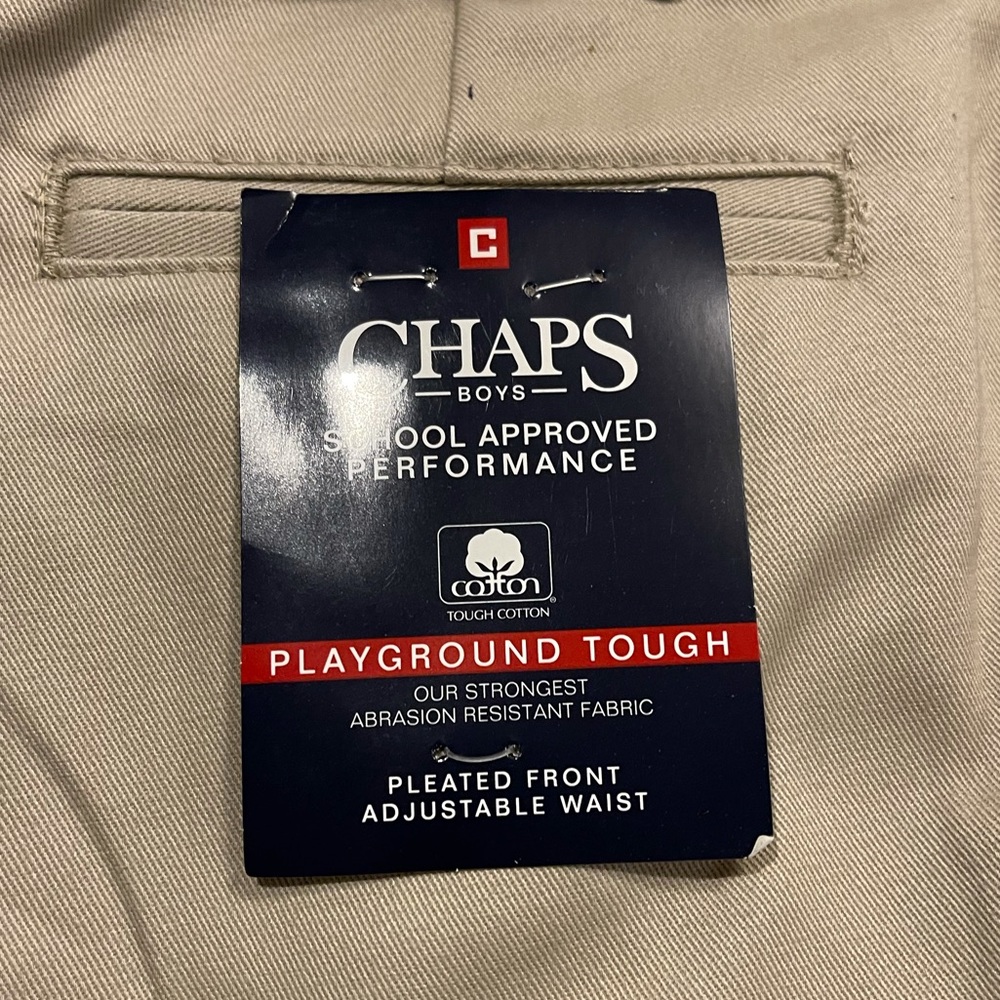 C
CHAPS
BOYS
SCHOOL APPROVED
PERFORMANCE
cotton
®
TOUGH COTTON
PLAYGROUND TOUGH
OUR STRONGEST
ABRASION RESISTANT FABRIC
PLEATED FRONT
ADJUSTABLE WAIST